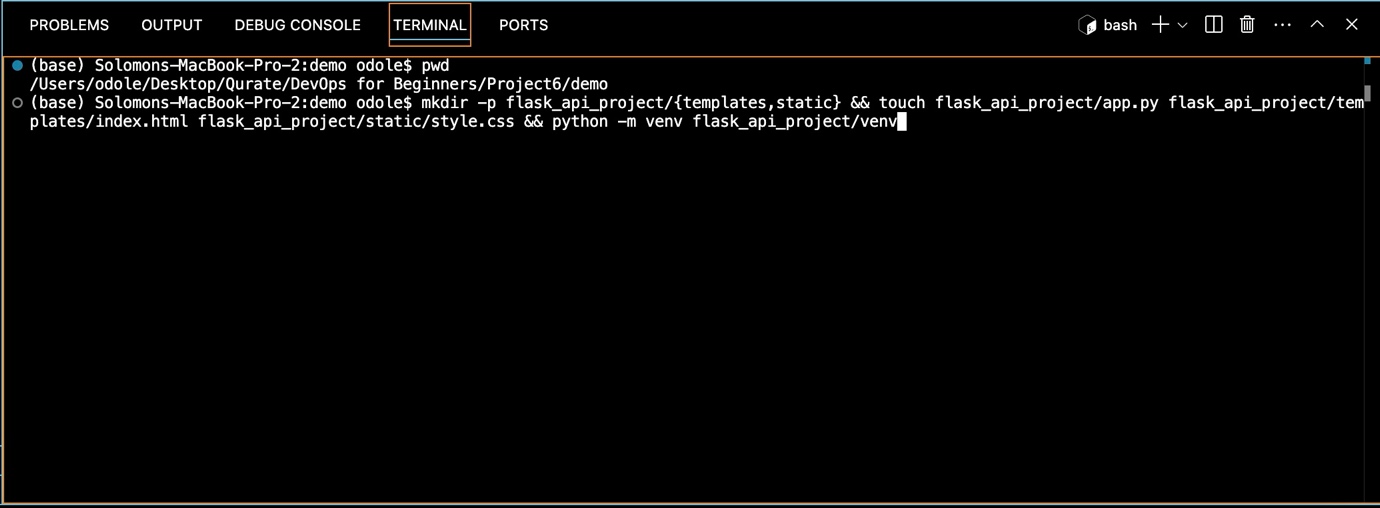 PROBLEMS OUTPUT DEBUG CONSOLE TERMINAL PORTS bash
(base) Solomons-MacBook-Pro-2:demo odole$ pwd
/Users/odole/Desktop/Qurate/DevOps for Beginners/Project6/demo
(base) Solomons-MacBook-Pro-2:demo odole$ mkdir -p flask_api_project/{templates,static} && touch flask_api_project/app.py flask_api_project/tem
plates/index.html flask_api_project/static/style.css && python -m venv flask_api_project/venv